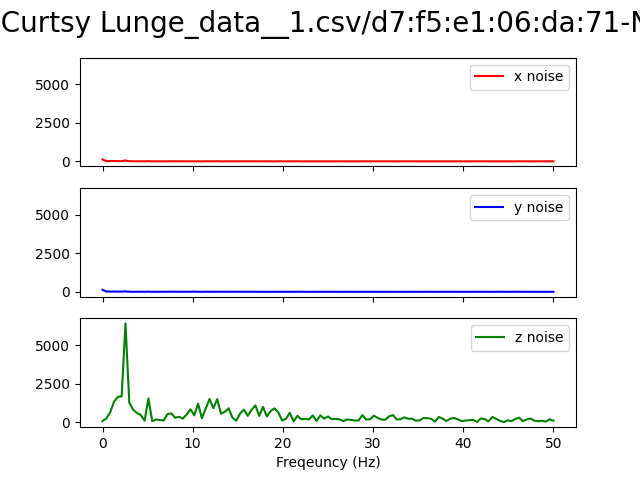 Curtsy Lunge_data__1.csv/d7:f5:e1:06:da:71-N
x noise
5000
2500
0
y noise
5000
2500
0
z noise
5000
2500
0
0 10 20 30 40 50
Freqeuncy (Hz)